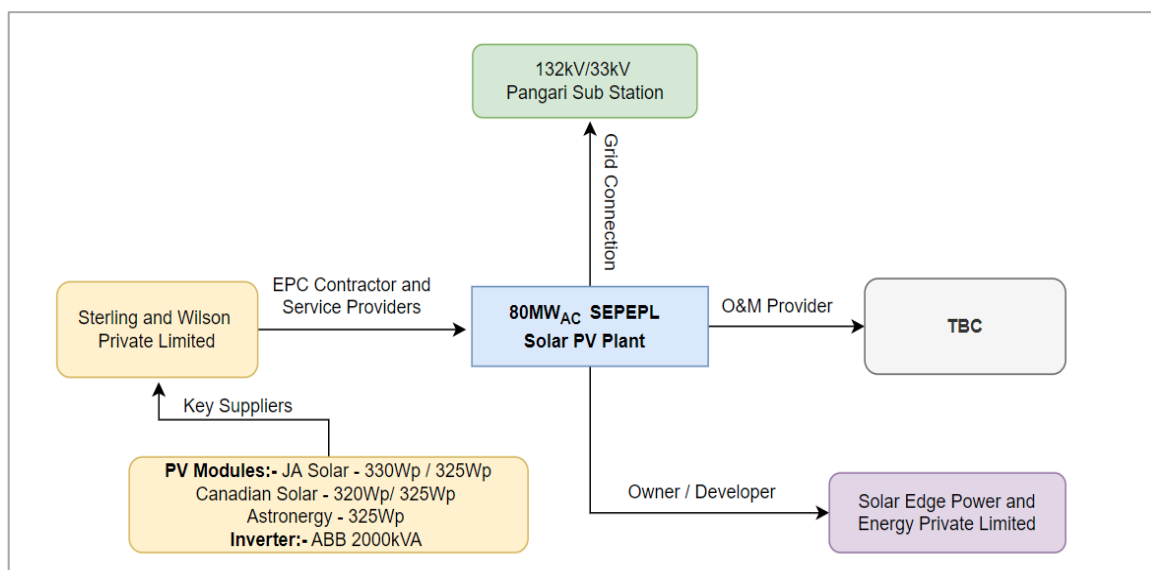 132kV/33kV
Pangari Sub Station
Grid Connection
EPC Contractor and
Service Providers
Sterling and Wilson
Private Limited
80MWAC SEPEPL
Solar PV Plant
O&M Provider
TBC
Key Suppliers
PV Modules:- JA Solar - 330Wp / 325Wp
Canadian Solar - 320Wp/ 325Wp
Astronergy - 325Wp
Inverter:- ABB 2000kVA
Owner / Developer
Solar Edge Power and
Energy Private Limited